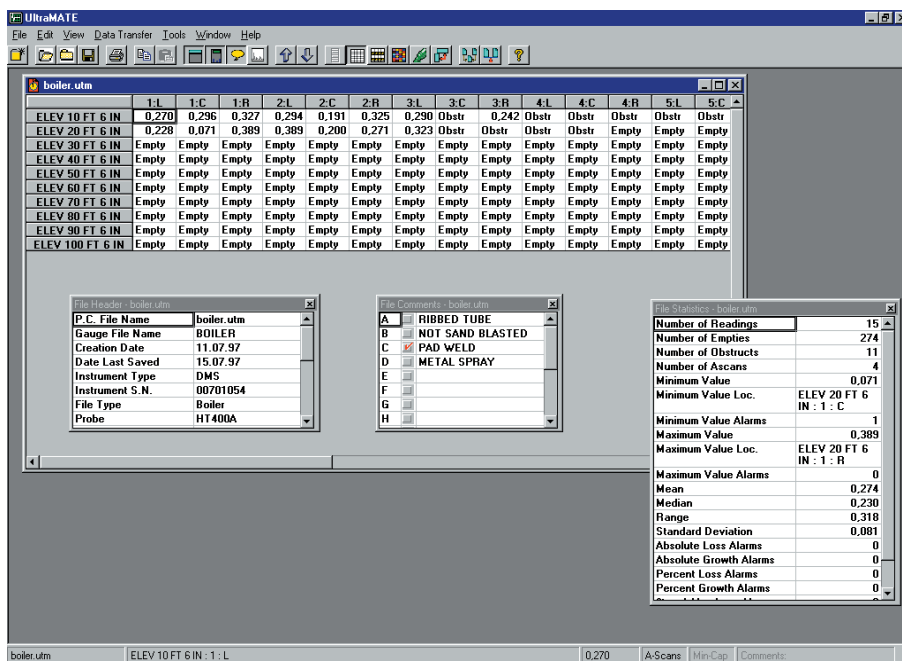 UltraMATE
File Edit View Data Transfer Tools Window Help
boiler.utm
1:L 1:C 1:R 2:L 2:C 2:R 3:L 3:C 3:R 4:L 4:C 4:R 5:L 5:C
ELEV 10 FT 6 IN 0,270 0,296 0,327 0,294 0,191 0,325 0,290 Obstr 0,242 Obstr Obstr Obstr Obstr Obstr
ELEV 20 FT 6 IN 0,228 0,071 0,389 0,389 0,200 0,271 0,323 Obstr Obstr Obstr Obstr Empty Empty Empty
ELEV 30 FT 6 IN Empty Empty Empty Empty Empty Empty Empty Empty Empty Empty Empty Empty Empty Empty
ELEV 40 FT 6 IN Empty Empty Empty Empty Empty Empty Empty Empty Empty Empty Empty Empty Empty Empty
ELEV 50 FT 6 IN Empty Empty Empty Empty Empty Empty Empty Empty Empty Empty Empty Empty Empty Empty
ELEV 60 FT 6 IN Empty Empty Empty Empty Empty Empty Empty Empty Empty Empty Empty Empty Empty Empty
ELEV 70 FT 6 IN Empty Empty Empty Empty Empty Empty Empty Empty Empty Empty Empty Empty Empty Empty
ELEV 80 FT 6 IN Empty Empty Empty Empty Empty Empty Empty Empty Empty Empty Empty Empty Empty Empty
ELEV 90 FT 6 IN Empty Empty Empty Empty Empty Empty Empty Empty Empty Empty Empty Empty Empty Empty
ELEV 100 FT 6 IN Empty Empty Empty Empty Empty Empty Empty Empty Empty Empty Empty Empty Empty Empty
File Header - boiler.utm
P.C. File Name boiler.utm
Gauge File Name BOILER
Creation Date 11.07.97
Date Last Saved 15.07.97
Instrument Type DMS
Instrument S.N. 00701054
File Type Boiler
Probe HT400A
File Comments - boiler.utm
A RIBBED TUBE
B NOT SAND BLASTED
C PAD WELD
D METAL SPRAY
E
F
G
H
File Statistics - boiler.utm
Number of Readings 15
Number of Empties 274
Number of Obstructs 11
Number of Ascans 4
Minimum Value 0,071
Minimum Value Loc. ELEV 20 FT 6
IN : 1 : C
Minimum Value Alarms 1
Maximum Value 0,389
Maximum Value Loc. ELEV 20 FT 6
IN : 1 : R
Maximum Value Alarms 0
Mean 0,274
Median 0,230
Range 0,318
Standard Deviation 0,081
Absolute Loss Alarms 0
Absolute Growth Alarms 0
Percent Loss Alarms 0
Percent Growth Alarms 0
boiler.utm ELEV 10 FT 6 IN : 1 : L 0,270 A-Scans Min-Cap Comments: